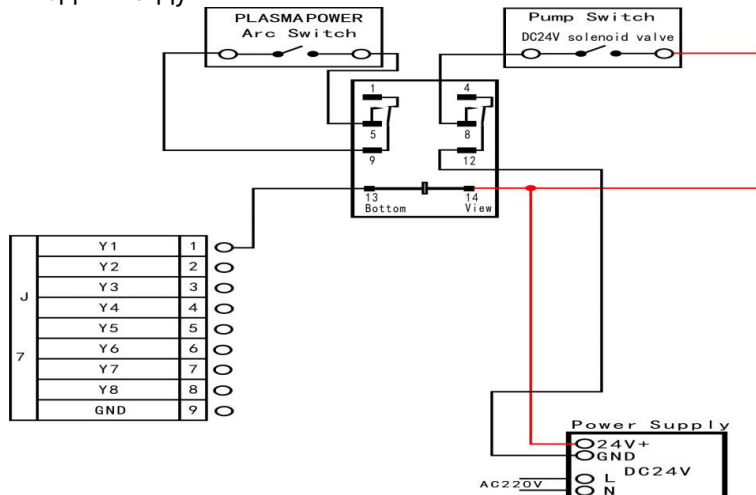 PLASMA POWER
Arc Switch
Pump Switch
DC24V solenoid valve
1
4
5
8
9
12
13
14
Bottom
View
J
7
Y1 1
Y2 2
Y3 3
Y4 4
Y5 5
Y6 6
Y7 7
Y8 8
GND 9
Power Supply
24V+
GND
DC24V
AC220V
L
N